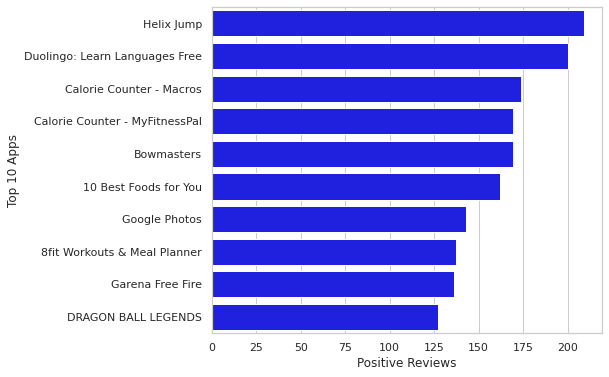 Top 10 Apps
Helix Jump
Duolingo: Learn Languages Free
Calorie Counter - Macros
Calorie Counter - MyFitnessPal
Bowmasters
10 Best Foods for You
Google Photos
8fit Workouts & Meal Planner
Garena Free Fire
DRAGON BALL LEGENDS
0 25 50 75 100 125 150 175 200
Positive Reviews